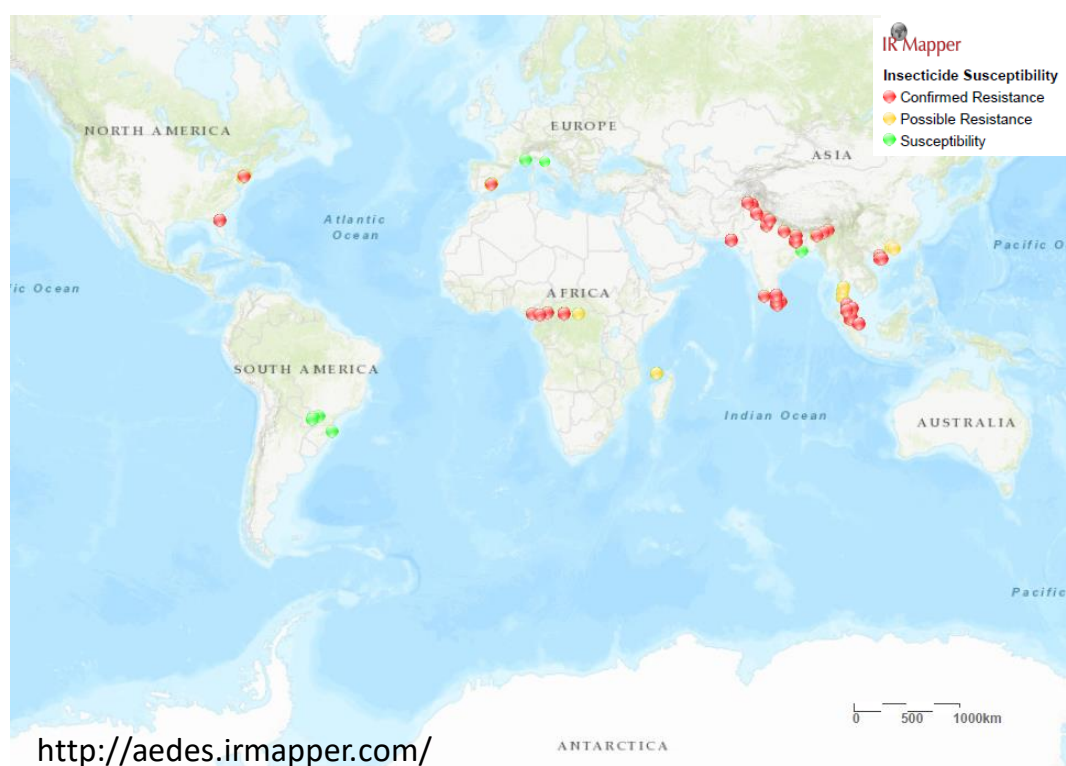 IR Mapper
Insecticide Susceptibility
Confirmed Resistance
Possible Resistance
Susceptibility
NORTH AMERICA
EUROPE
ASIA
Atlantic
Ocean
Pacific O
ic Ocean
AFRICA
SOUTH AMERICA
Indian Ocean
AUSTRALIA
Pacific
0 500 1000km
http://aedes.irmapper.com/
ANTARCTICA